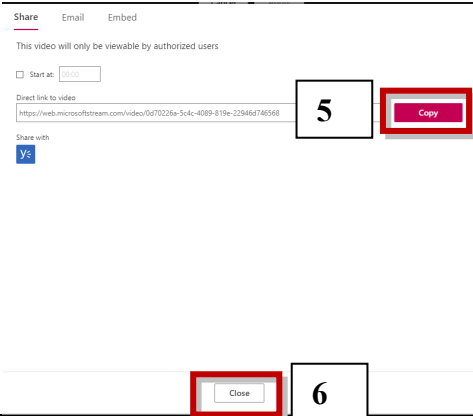 Share Email Embed
This video will only be viewable by authorized users
Start at: 00:00
Direct link to video
https://web.microsoftstream.com/video/0d70226a-5c4c-4089-819e-22946d746568
5
Copy
Share with
Close
6